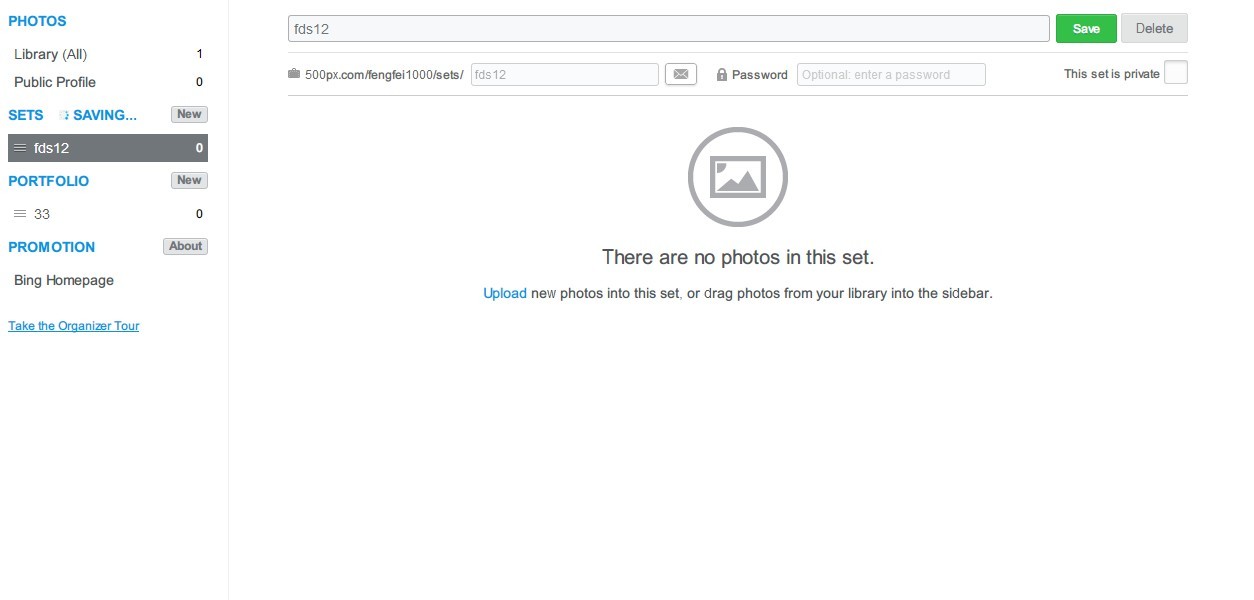 PHOTOS
Library (All) 1
Public Profile 0
SETS SAVING... New
fds12 0
PORTFOLIO New
33 0
PROMOTION About
Bing Homepage
Take the Organizer Tour
fds12 Save Delete
500px.com/fengfei1000/sets/ fds12 Password Optional: enter a password This set is private
There are no photos in this set.
Upload new photos into this set, or drag photos from your library into the sidebar.